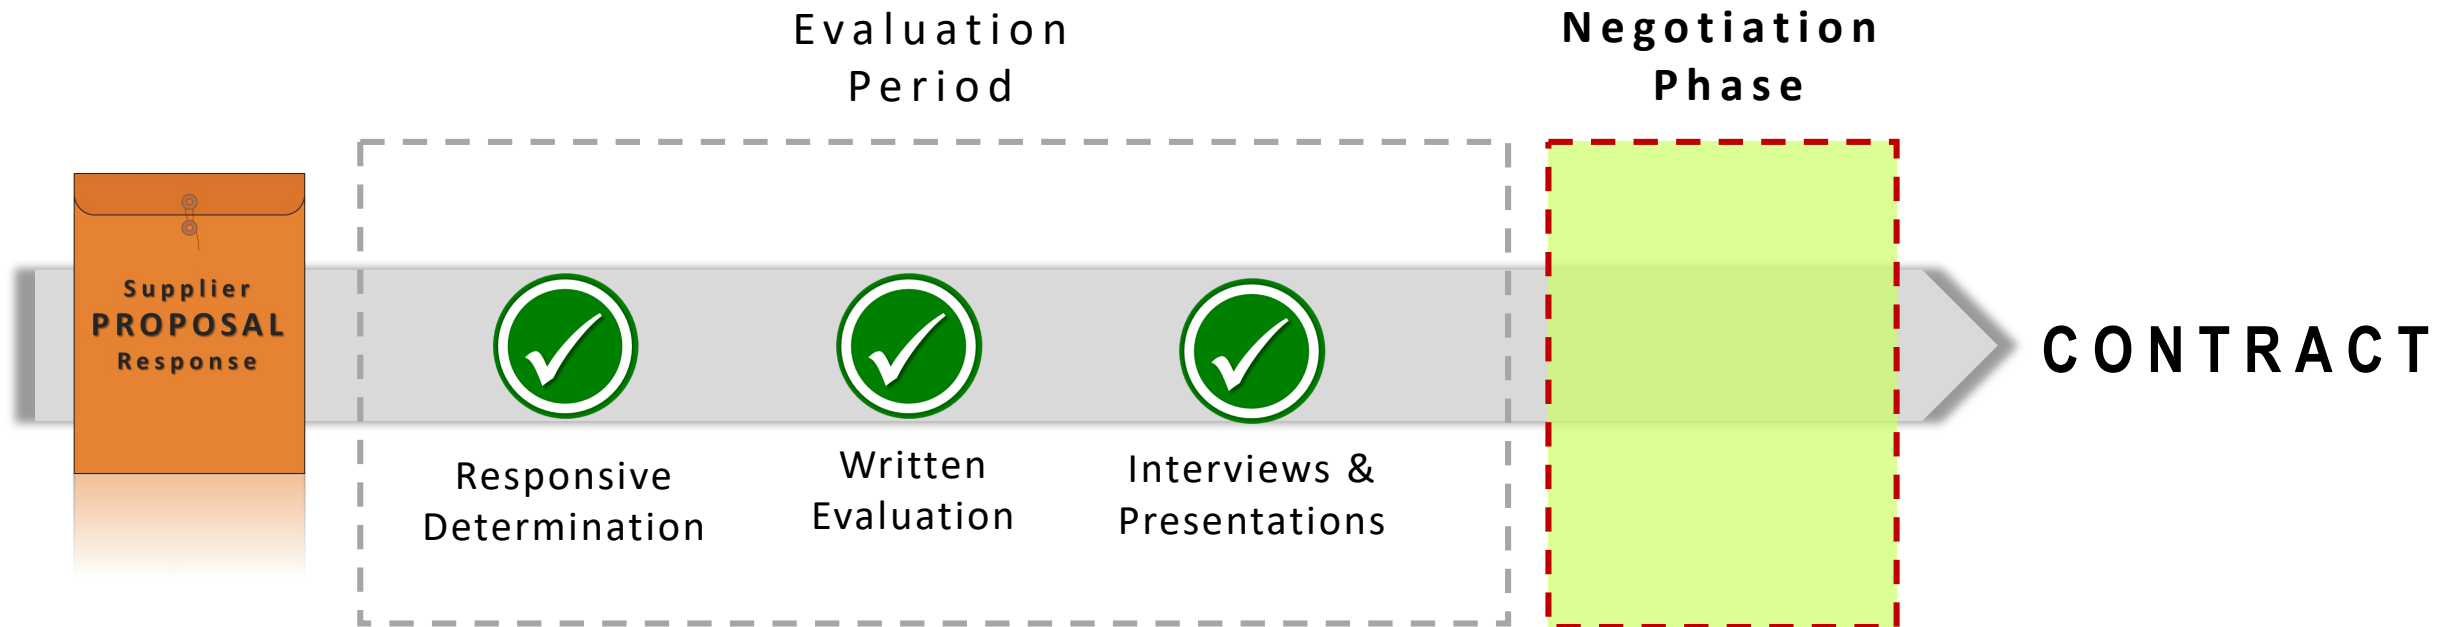 Evaluation
Period
Negotiation
Phase
Supplier
PROPOSAL
Response
Responsive
Determination
Written
Evaluation
Interviews &
Presentations
CONTRACT